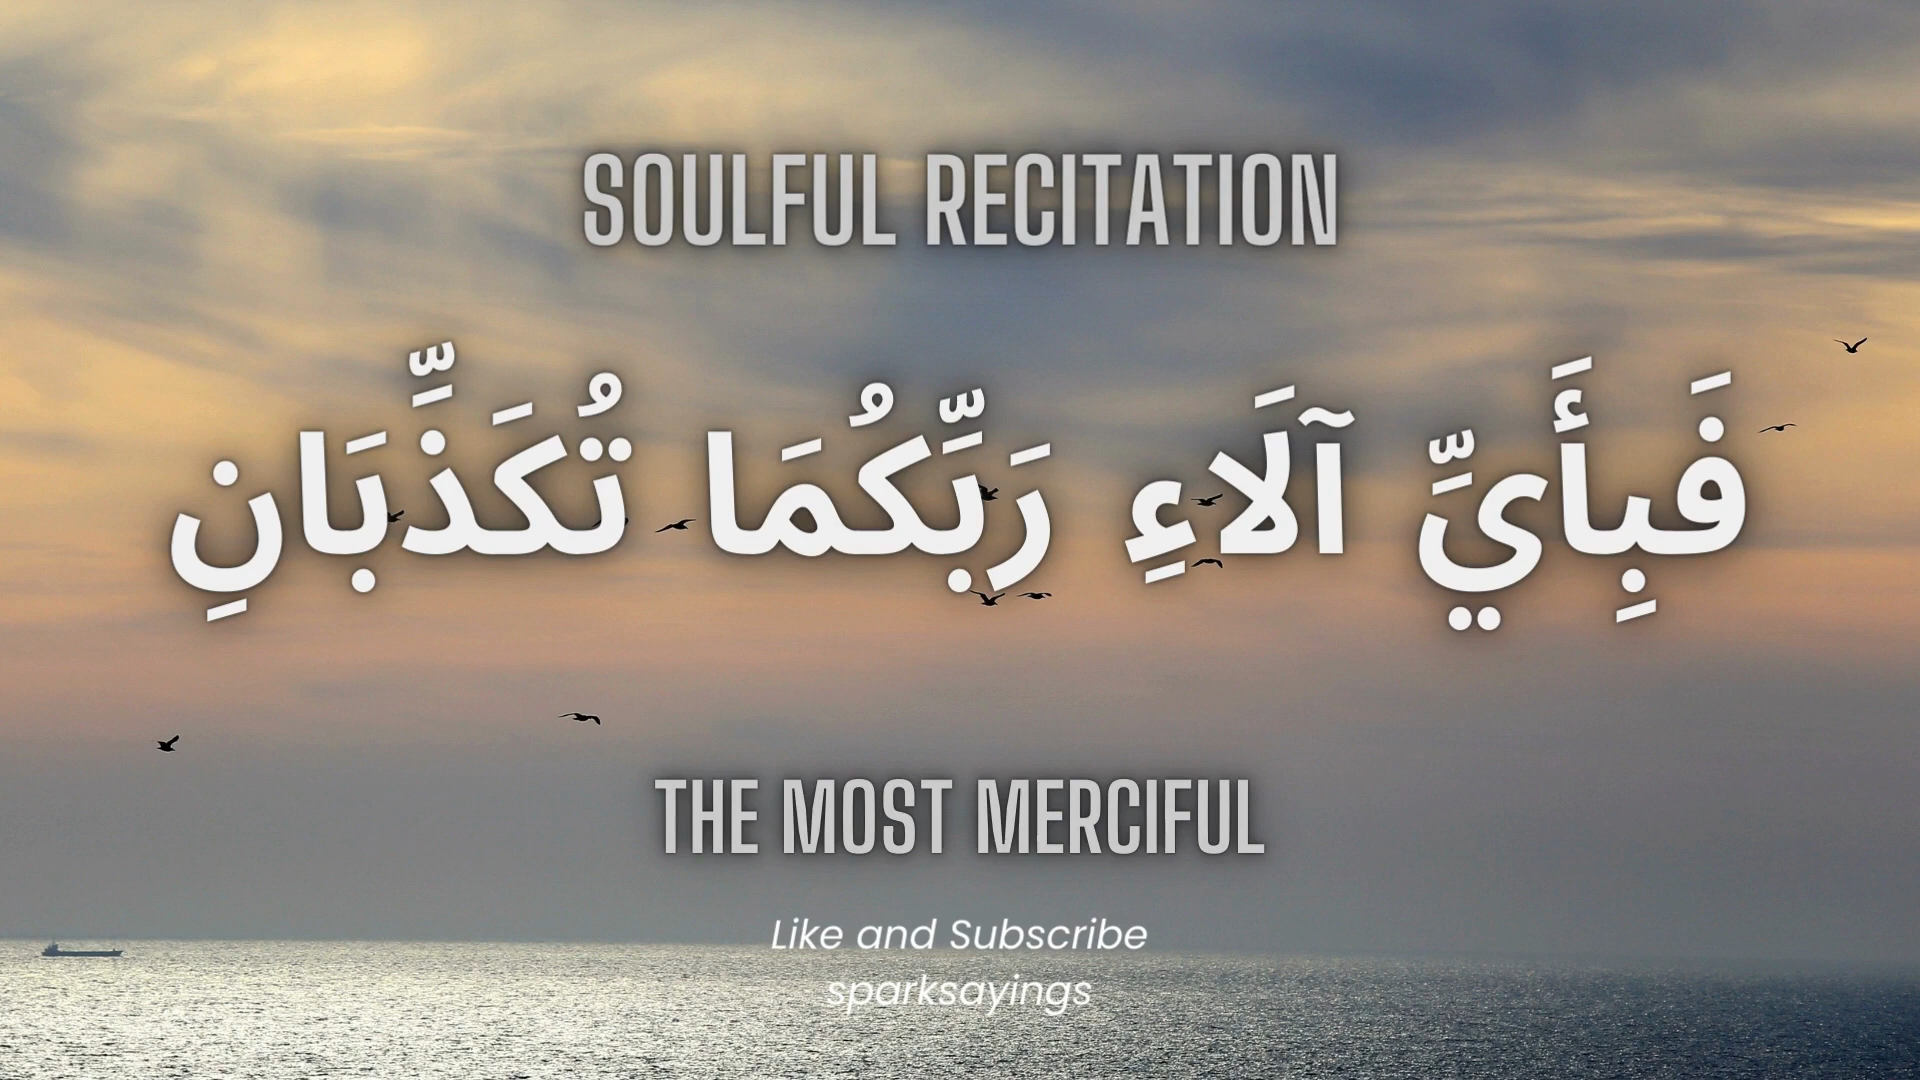 SOULFUL RECITATION
فَبِأَيِّ آلَاءِ رَبِّكُمَا تُكَذِّبَانِ
THE MOST MERCIFUL
Like and Subscribe
sparksayings